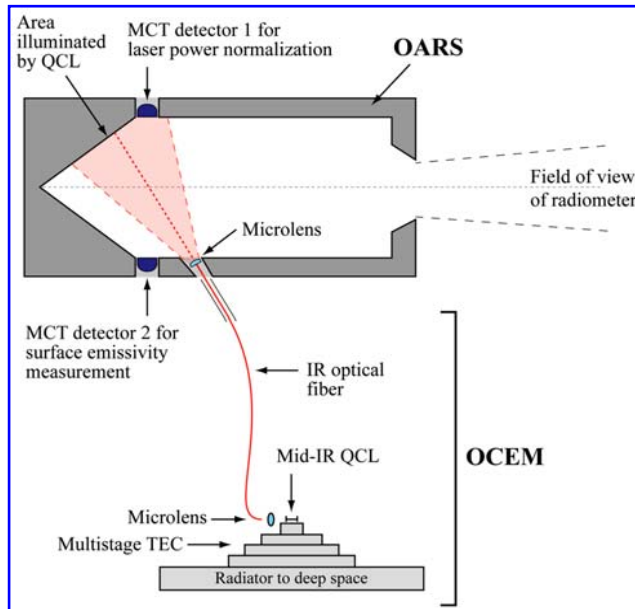 Area
illuminated
by QCL
MCT detector 1 for
laser power normalization
OARS
Field of view
of radiometer
Microlens
MCT detector 2 for
surface emissivity
measurement
IR optical
fiber
OCEM
Mid-IR QCL
Microlens
Multistage TEC
Radiator to deep space